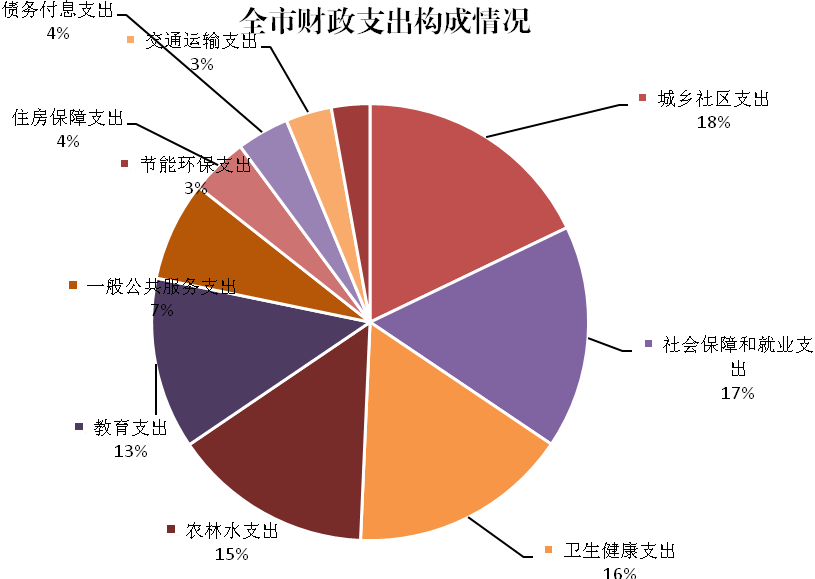 全市财政支出构成情况
债务付息支出
4%
交通运输支出
3%
城乡社区支出
18%
住房保障支出
4%
节能环保支出
3%
一般公共服务支出
7%
社会保障和就业支
出
17%
教育支出
13%
农林水支出
15%
卫生健康支出
16%